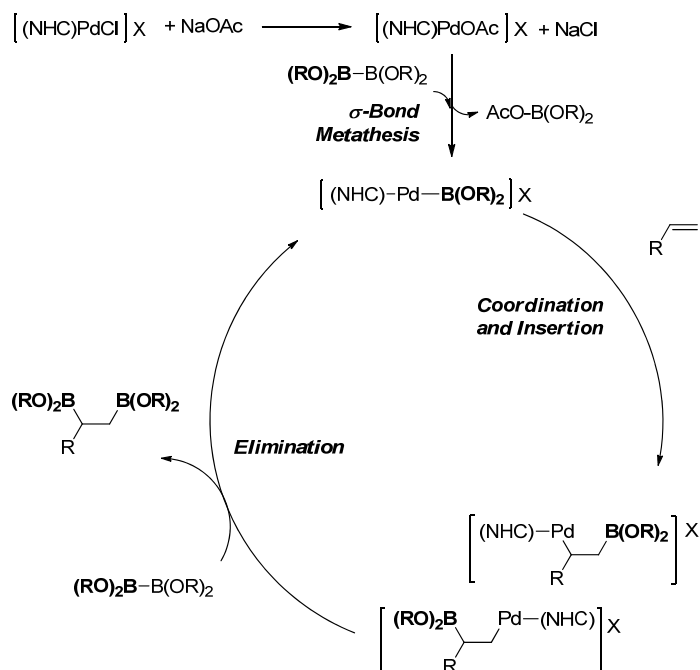 [(NHC)PdCl]X + NaOAc [(NHC)PdOAc]X + NaCl
(RO)2B-B(OR)2
σ-Bond
Metathesis
AcO-B(OR)2
[(NHC)-Pd-B(OR)2]X
R
Coordination
and Insertion
(RO)2B B(OR)2
R
Elimination
(RO)2B-B(OR)2
[(NHC)-Pd B(OR)2]X
R
[(RO)2B Pd-(NHC)]X
R